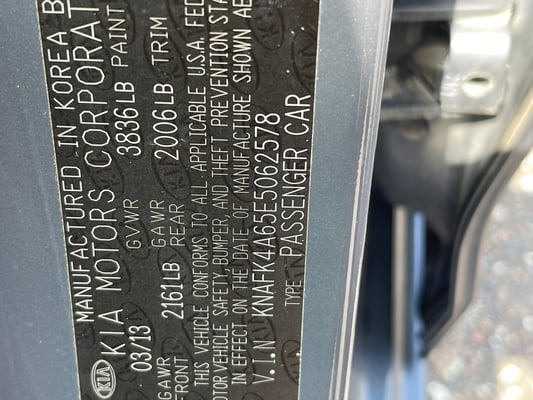 MANUFACTURED IN KOREA B
KIA KIA MOTORS CORPORAT
03/13 GVWR 3836LB PAINT
GAWR FRONT 2161LB GAWR REAR 2006LB TRIM
THIS VEHICLE CONFORMS TO ALL APPLICABLE U.S.A. FED
OTOR VEHICLE SAFETY, BUMPER, AND THEFT PREVENTION STA
IN EFFECT ON THE DATE OF MANUFACTURE SHOWN AB
V.I.N KNAFK4A65E5062578
TYPE PASSENGER CAR